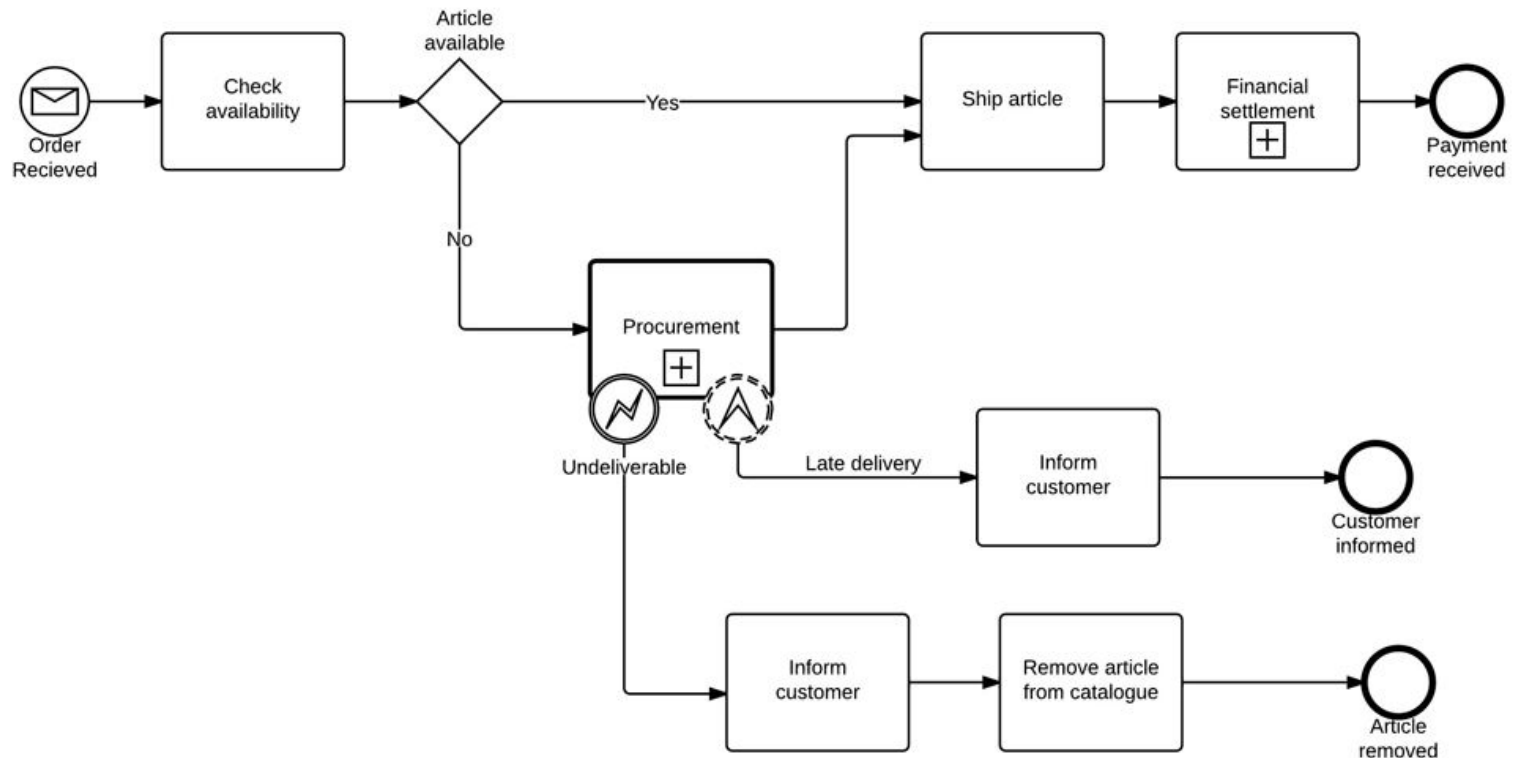 Article
available
Check
availability
Yes
Ship article
Financial
settlement
Order
Recieved
Payment
received
No
Procurement
Undeliverable
Late delivery
Inform
customer
Customer
informed
Inform
customer
Remove article
from catalogue
Article
removed